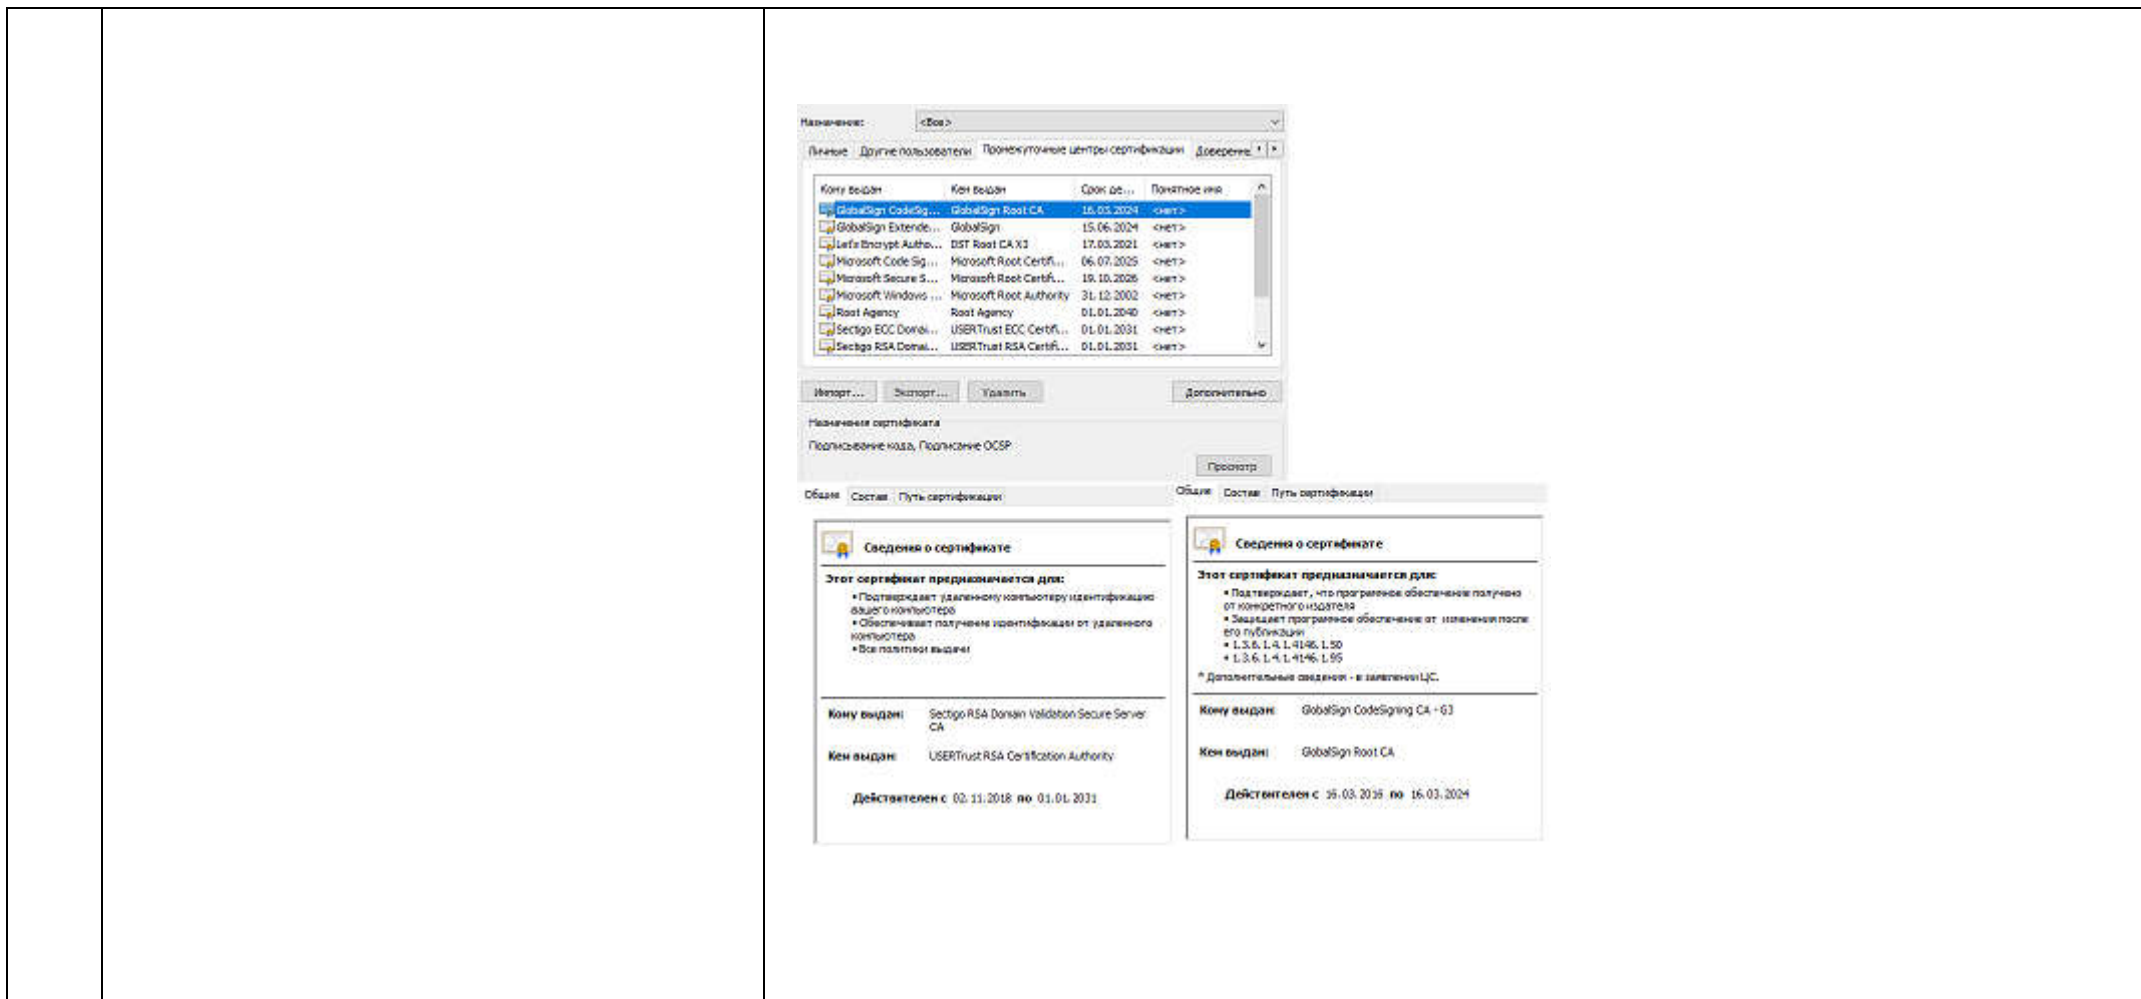 Назначение: <Все>
Личные Другие пользователи Промежуточные центры сертификации Доверенные
Кому выдан Кем выдан Срок де... Понятное имя
GlobalSign CodeSig... GlobalSign Root CA 16.03.2024 <нет>
GlobalSign Extende... GlobalSign 15.06.2024 <нет>
Let's Encrypt Autho... DST Root CA X3 17.03.2021 <нет>
Microsoft Code Sig... Microsoft Root Certifi... 06.07.2025 <нет>
Microsoft Secure S... Microsoft Root Certifi... 19.10.2026 <нет>
Microsoft Windows ... Microsoft Root Authority 31.12.2002 <нет>
Root Agency Root Agency 01.01.2040 <нет>
Sectigo ECC Domai... USERTrust ECC Certifi... 01.01.2031 <нет>
Sectigo RSA Domai... USERTrust RSA Certifi... 01.01.2031 <нет>
Импорт... Экспорт... Удалить Дополнительно
Назначения сертификата
Подписывание кода, Подписание OCSP
Просмотр
Общие Состав Путь сертификации
Сведения о сертификате
Этот сертификат предназначается для:
• Подтверждает удаленному компьютеру идентификацию
вашего компьютера
• Обеспечивает получение идентификации от удаленного
компьютера
• Все политики выдачи
Кому выдан: Sectigo RSA Domain Validation Secure Server
CA
Кем выдан: USERTrust RSA Certification Authority
Действителен с 02.11.2018 по 01.01.2031
Общие Состав Путь сертификации
Сведения о сертификате
Этот сертификат предназначается для:
• Подтверждает, что программное обеспечение получено
от конкретного издателя
• Защищает программное обеспечение от изменения после
его публикации
• 1.3.6.1.4.1.4146.1.50
• 1.3.6.1.4.1.4146.1.95
* Дополнительные сведения - в заявлении ЦС.
Кому выдан: GlobalSign CodeSigning CA - G3
Кем выдан: GlobalSign Root CA
Действителен с 16.03.2016 по 16.03.2024